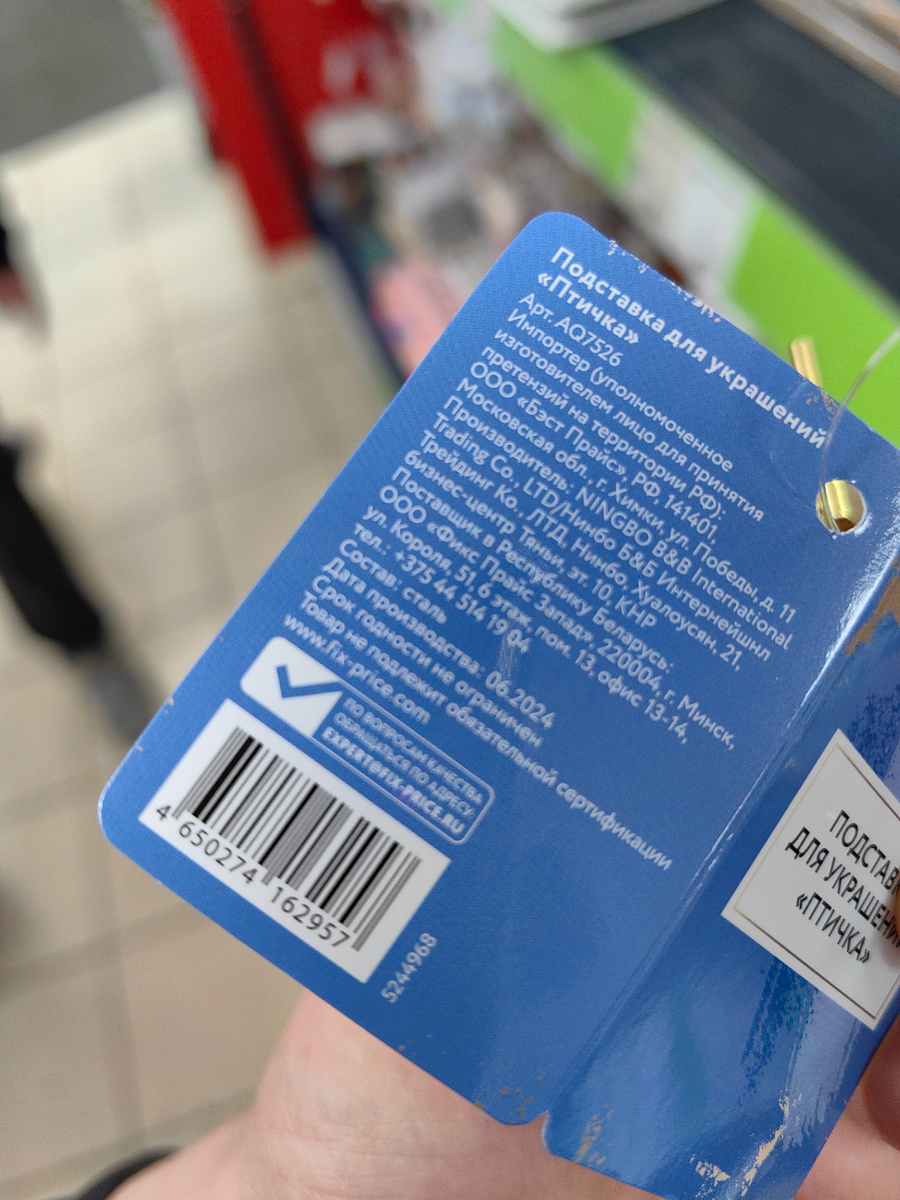 Подставка для украшений
«Птичка»
Арт. AQ7526
Импортер (уполномоченное
изготовителем лицо для принятия
претензий на территории РФ):
ООО «Бэст Прайс», РФ, 141401,
Московская обл., г. Химки, ул. Победы, д. 11
Производитель: NINGBO B&B International
Trading Co., LTD/Нинбо Б&Б Интернейшнл
Трейдинг Ко., ЛТД, Нинбо, Хуалоусян, 21,
бизнес-центр Таньи, эт. 10, КНР
Поставщик в Республику Беларусь:
ООО «Фикс Прайс Запад», 220004, г. Минск,
ул. Короля, 51, 6 этаж, пом. 13, офис 13-14,
тел.: +375 44 514 19 04
Состав: сталь
Дата производства: 06.2024
Срок годности не ограничен
Товар не подлежит обязательной сертификации
www.fix-price.com
ПО ВОПРОСАМ КАЧЕСТВА
ОБРАЩАТЬСЯ ПО АДРЕСУ:
EXPERT@FIX-PRICE.RU
4 650274 162957
5244968
ПОДСТАВК
ДЛЯ УКРАШЕНИ
«ПТИЧКА»